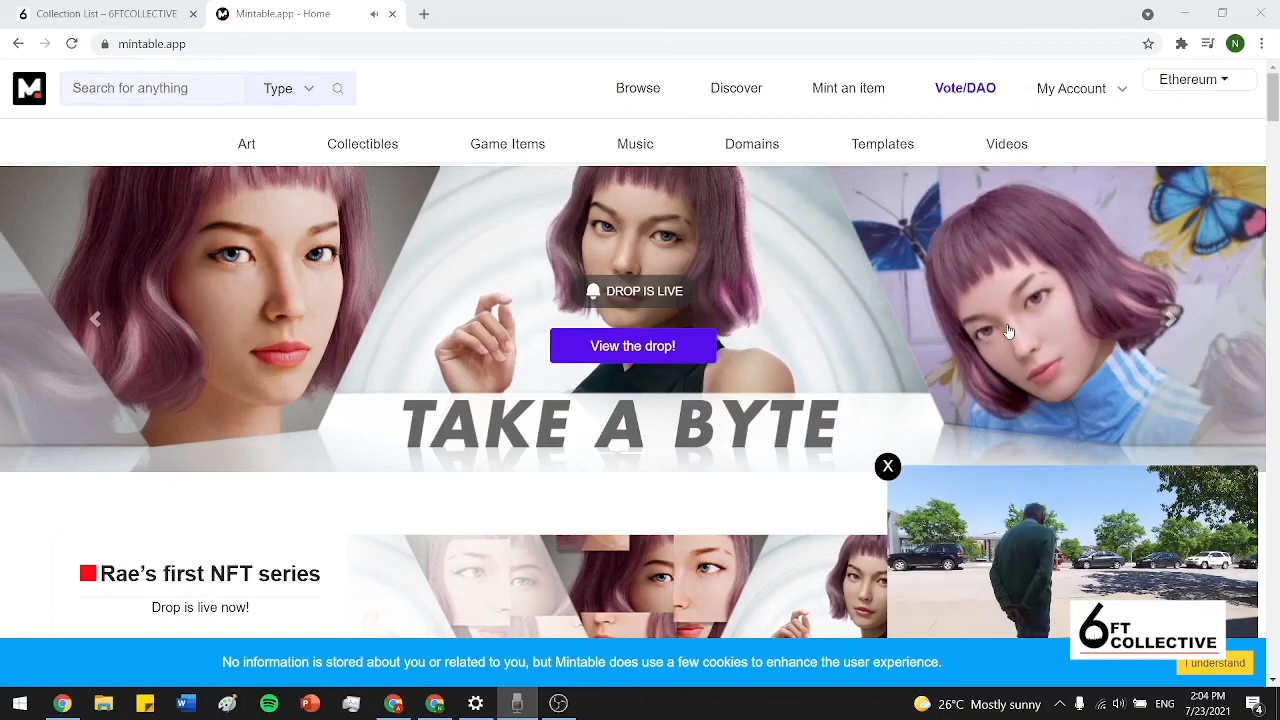 6 Collection List – 6FTCOLLECTIVE
Mintable.app - Home
mintable.app
N
M
Search for anything
Type
Browse
Discover
Mint an item
Vote/DAO
My Account
Ethereum
Art
Collectibles
Game Items
Music
Domains
Templates
Videos
DROP IS LIVE
View the drop!
TAKE A BYTE
X
Rae's first NFT series
Drop is live now!
6FT
COLLECTIVE
No information is stored about you or related to you, but Mintable does use a few cookies to enhance the user experience.
I understand
26°C Mostly sunny
ENG
2:04 PM
7/23/2021
4